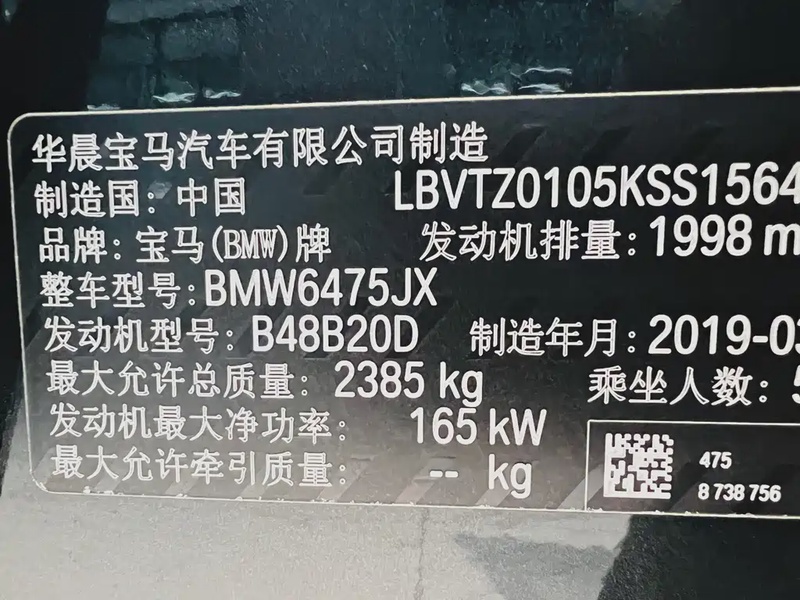 华晨宝马汽车有限公司制造
制造国：中国 LBVTZ0105KSS1564
品牌：宝马(BMW)牌 发动机排量：1998 m
整车型号：BMW6475JX
发动机型号：B48B20D 制造年月：2019-03
最大允许总质量：2385 kg 乘坐人数：5
发动机最大净功率：165 kW
最大允许牵引质量：-- kg
475
8 738 756